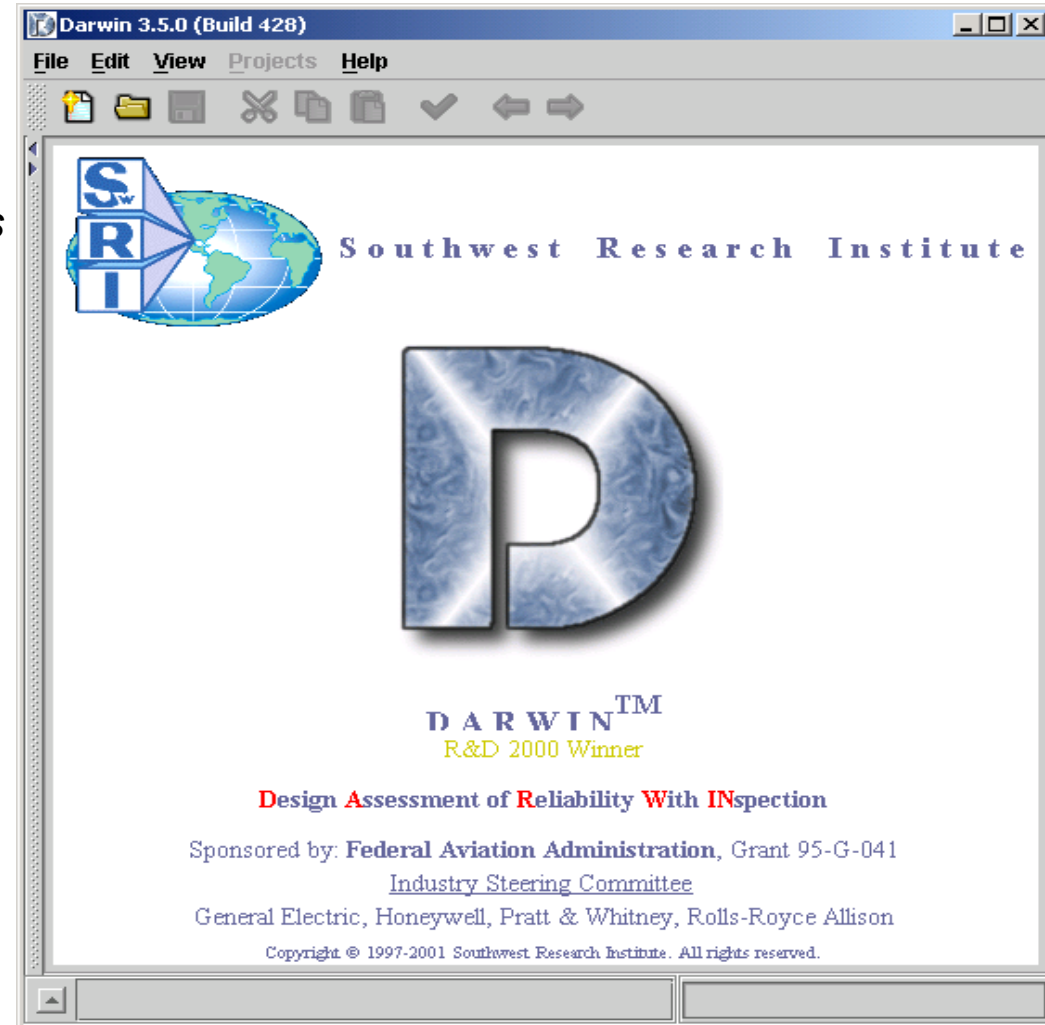 Darwin 3.5.0 (Build 428)
File Edit View Projects Help
s
Sw
R
I
Southwest Research Institute
D
DARWIN™
R&D 2000 Winner
Design Assessment of Reliability With INspection
Sponsored by: Federal Aviation Administration, Grant 95-G-041
Industry Steering Committee
General Electric, Honeywell, Pratt & Whitney, Rolls-Royce Allison
Copyright © 1997-2001 Southwest Research Institute. All rights reserved.